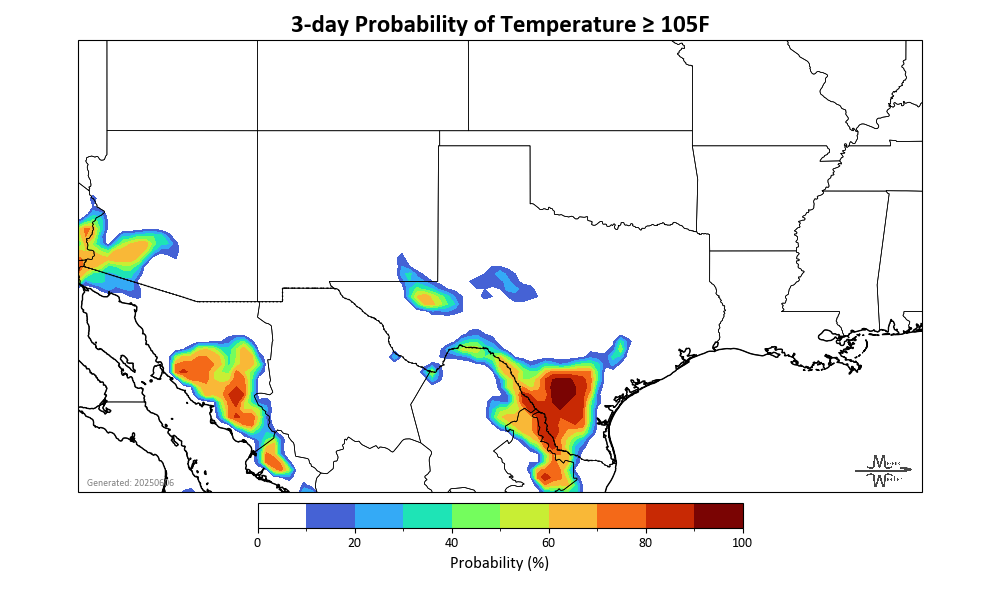 3-day Probability of Temperature ≥ 105F
Generated: 20250606
0 20 40 60 80 100
Probability (%)